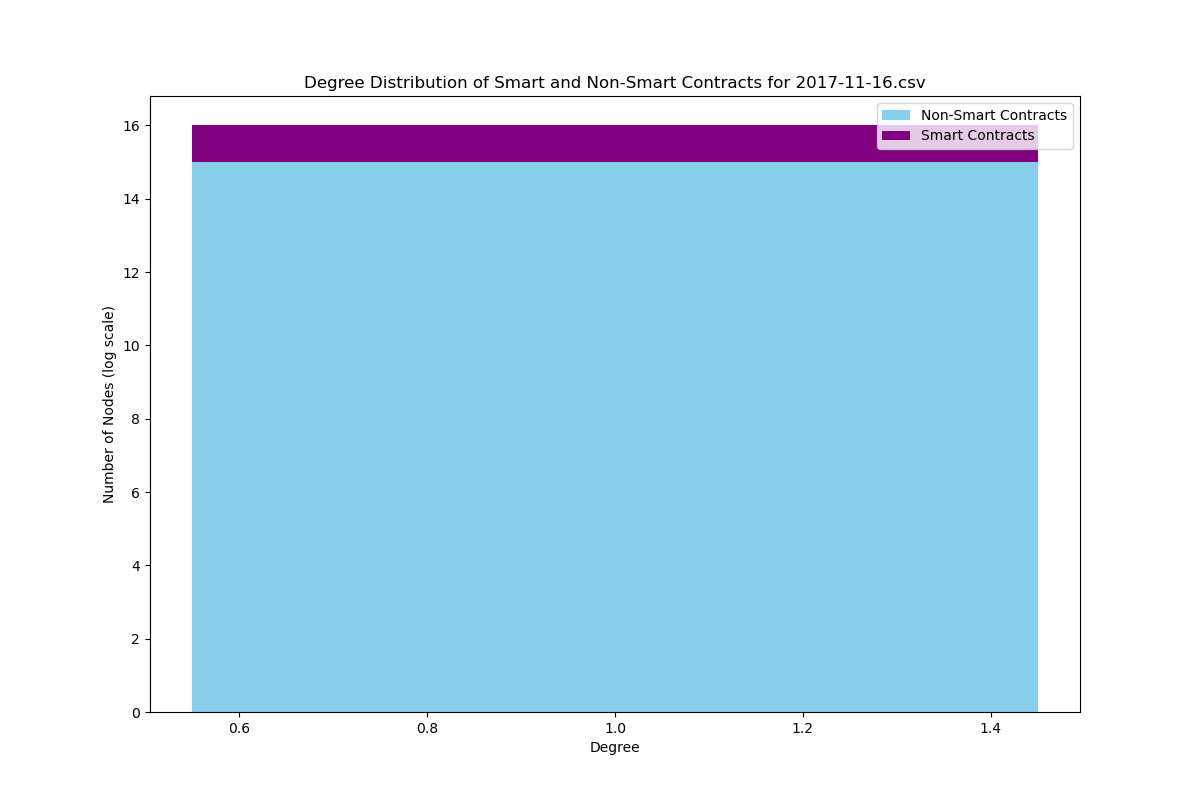 Degree Distribution of Smart and Non-Smart Contracts for 2017-11-16.csv
Non-Smart Contracts
Smart Contracts
16
14
12
10
8
6
4
2
0
Number of Nodes (log scale)
0.6 0.8 1.0 1.2 1.4
Degree